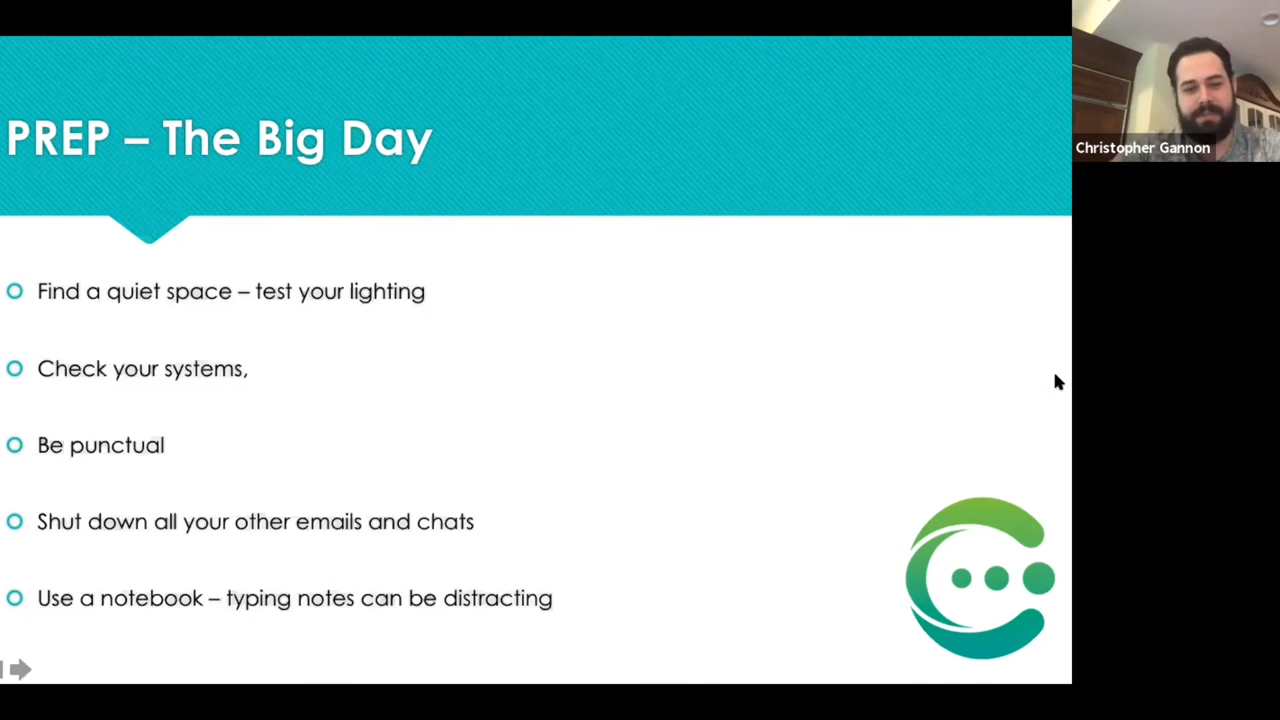 PREP – The Big Day
Christopher Gannon
Find a quiet space – test your lighting
Check your systems,
Be punctual
Shut down all your other emails and chats
Use a notebook – typing notes can be distracting